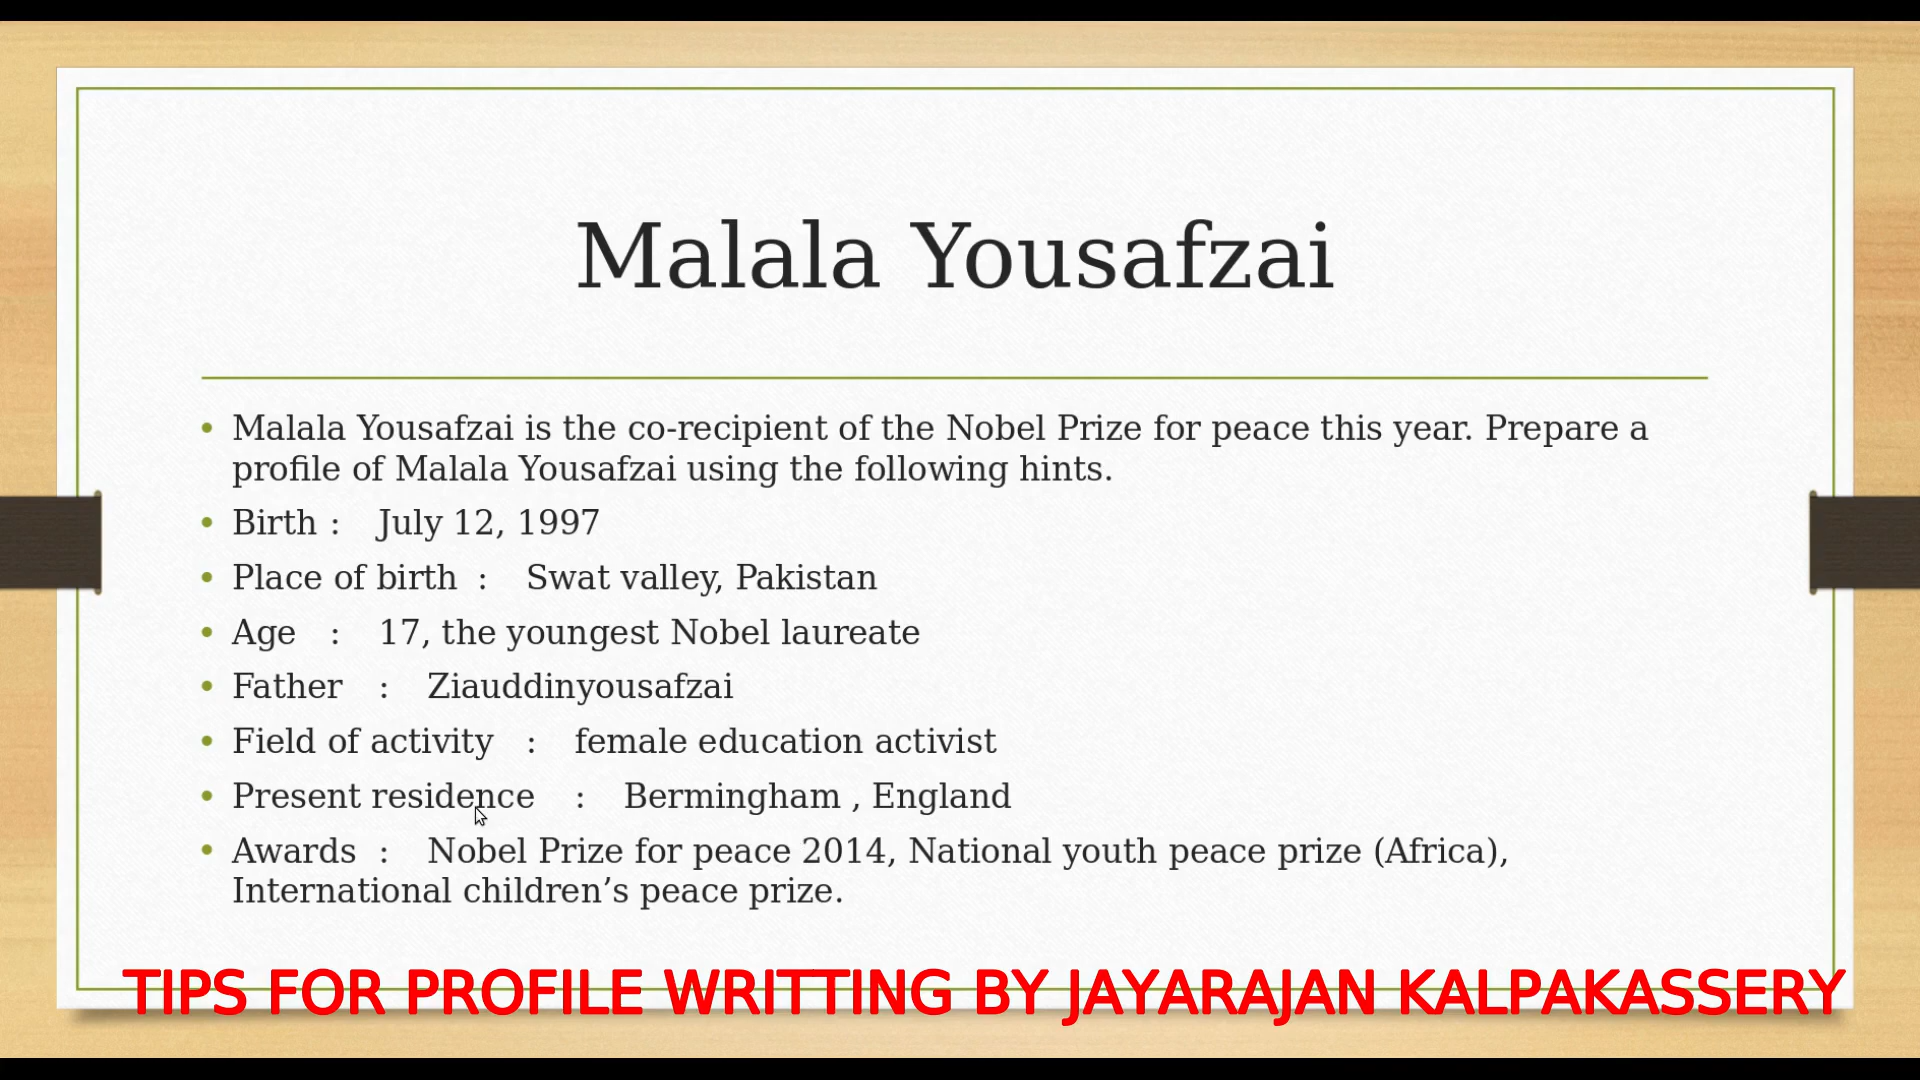 Malala Yousafzai
• Malala Yousafzai is the co-recipient of the Nobel Prize for peace this year. Prepare a
profile of Malala Yousafzai using the following hints.
• Birth : July 12, 1997
• Place of birth : Swat valley, Pakistan
• Age : 17, the youngest Nobel laureate
• Father : Ziauddinyousafzai
• Field of activity : female education activist
• Present residence : Bermingham , England
• Awards : Nobel Prize for peace 2014, National youth peace prize (Africa),
International children’s peace prize.
TIPS FOR PROFILE WRITTING BY JAYARAJAN KALPAKASSERY